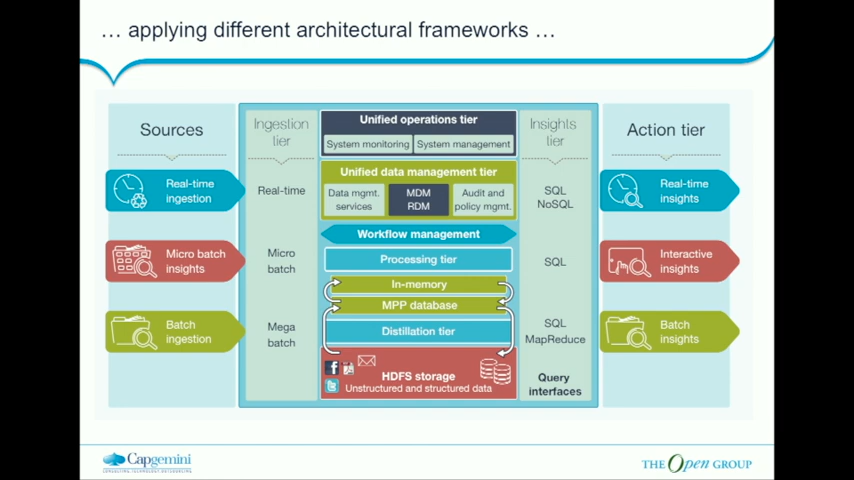 … applying different architectural frameworks …
Sources
Real-time
ingestion
Micro batch
insights
Batch
ingestion
Ingestion
tier
Real-time
Micro
batch
Mega
batch
Unified operations tier
System monitoring
System management
Unified data management tier
Data mgmt.
services
MDM
RDM
Audit and
policy mgmt.
Workflow management
Processing tier
In-memory
MPP database
Distillation tier
HDFS storage
Unstructured and structured data
Insights
tier
SQL
NoSQL
SQL
SQL
MapReduce
Query
interfaces
Action tier
Real-time
insights
Interactive
insights
Batch
insights
Capgemini
CONSULTING.TECHNOLOGY.OUTSOURCING
THE Open GROUP